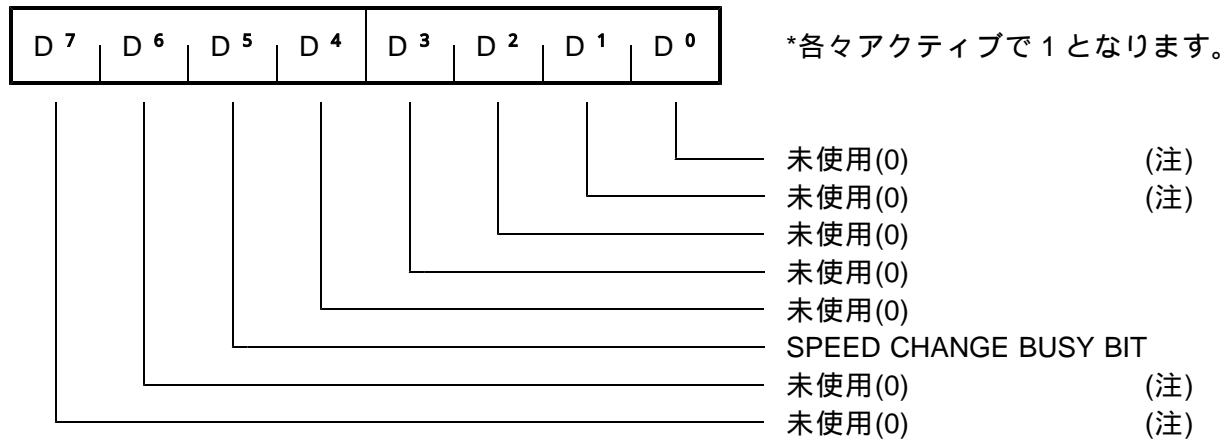 D7 D6 D5 D4 D3 D2 D1 D0 *各々アクティブで1となります。
未使用(0) (注)
未使用(0) (注)
未使用(0)
未使用(0)
未使用(0)
SPEED CHANGE BUSY BIT
未使用(0) (注)
未使用(0) (注)